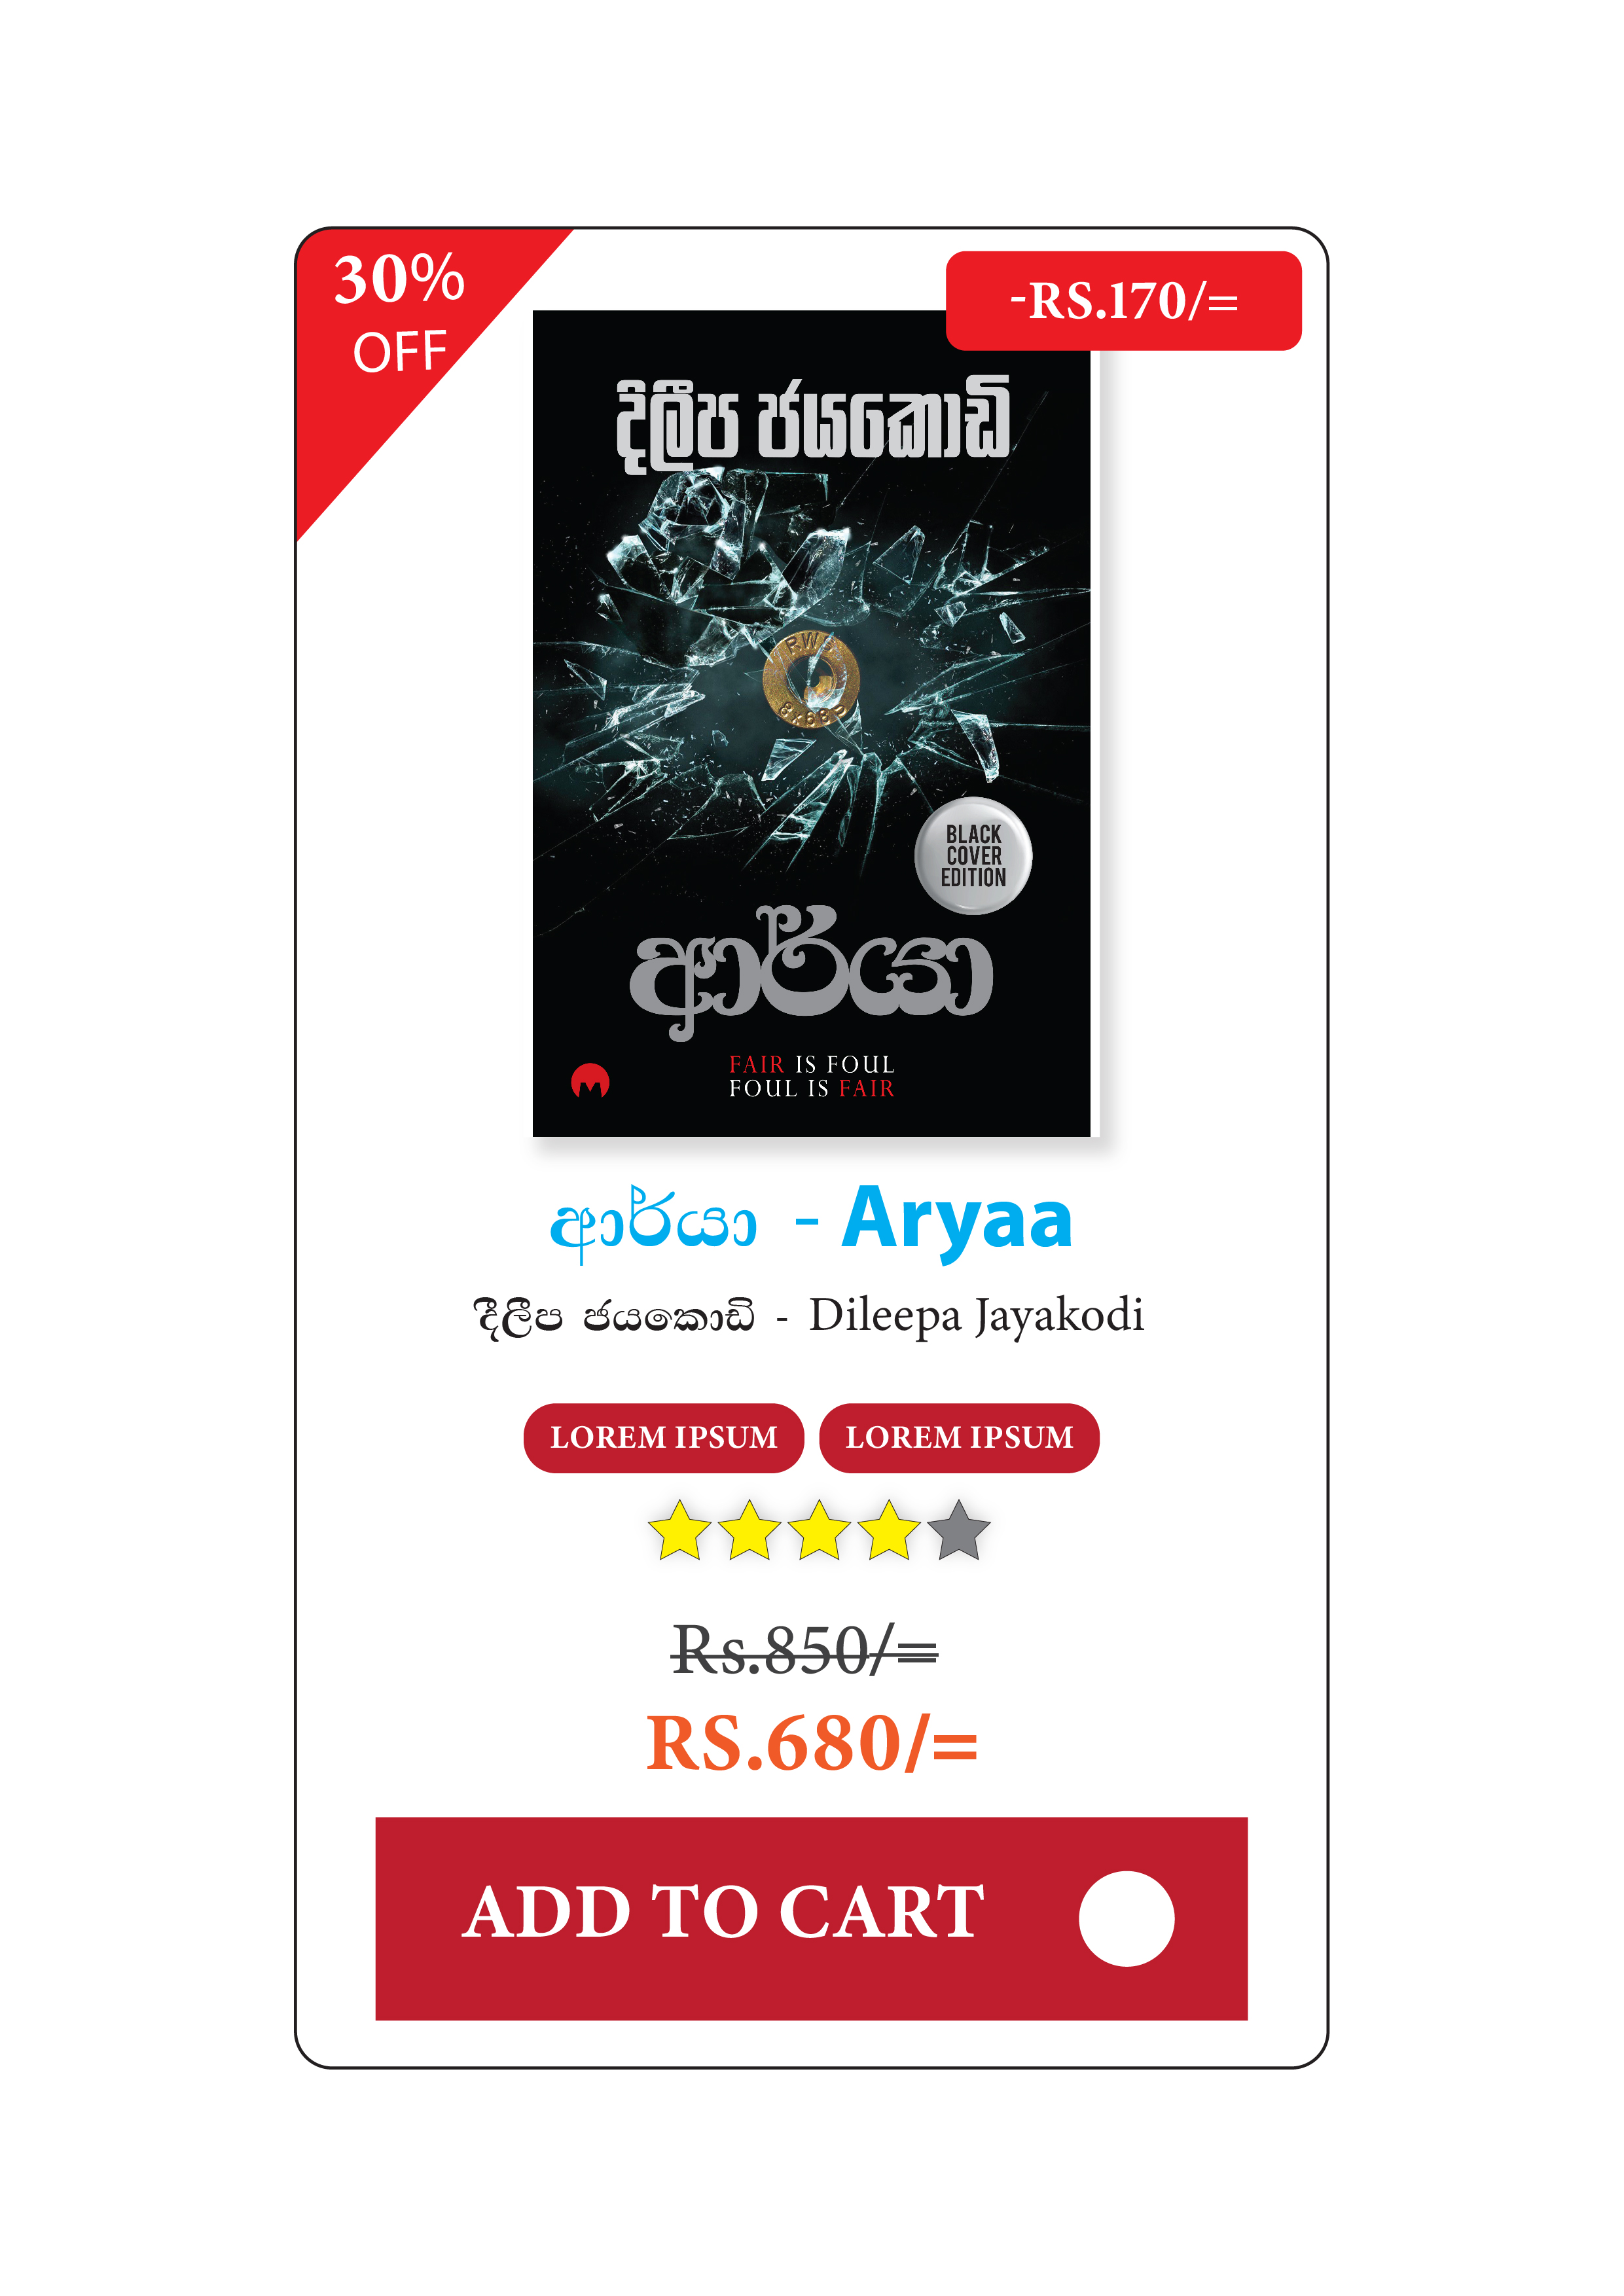 30%
OFF
-RS.170/=
දිලීප ජයකොඩි
BLACK
COVER
EDITION
ආර්යා
FAIR IS FOUL
FOUL IS FAIR
ආර්යා - Aryaa
දිලීප ජයකොඩි - Dileepa Jayakodi
LOREM IPSUM LOREM IPSUM
Rs.850/=
RS.680/=
ADD TO CART